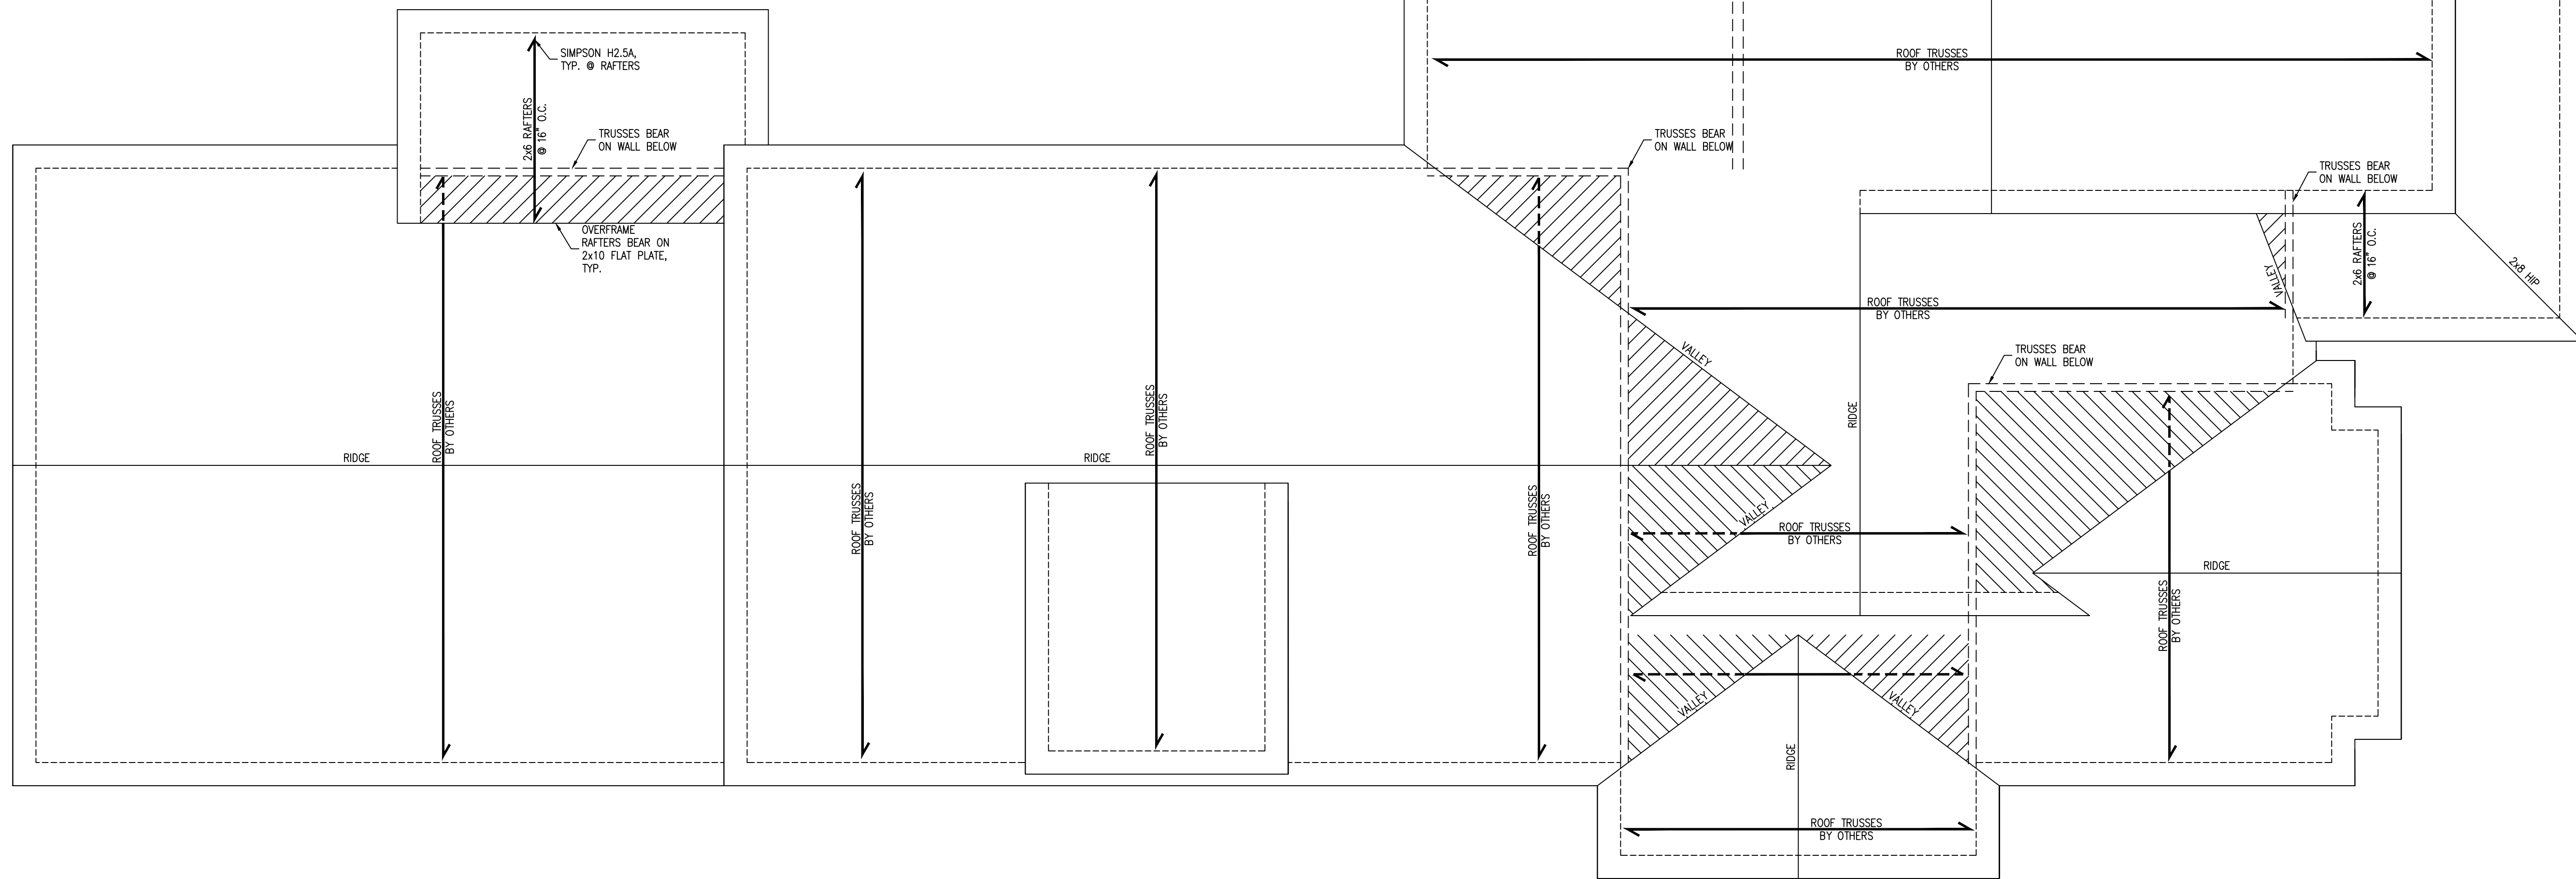 SIMPSON H2.5A,
TYP. @ RAFTERS
2x6 RAFTERS
@ 16" O.C.
TRUSSES BEAR
ON WALL BELOW
OVERFRAME
RAFTERS BEAR ON
2x10 FLAT PLATE,
TYP.
ROOF TRUSSES
BY OTHERS
RIDGE
ROOF TRUSSES
BY OTHERS
ROOF TRUSSES
BY OTHERS
RIDGE
ROOF TRUSSES
BY OTHERS
ROOF TRUSSES
BY OTHERS
TRUSSES BEAR
ON WALL BELOW
TRUSSES BEAR
ON WALL BELOW
2x6 RAFTERS
@ 16" O.C.
2x8 HIP
VALLEY
ROOF TRUSSES
BY OTHERS
VALLEY
TRUSSES BEAR
ON WALL BELOW
RIDGE
VALLEY
ROOF TRUSSES
BY OTHERS
RIDGE
ROOF TRUSSES
BY OTHERS
VALLEY
VALLEY
RIDGE
ROOF TRUSSES
BY OTHERS